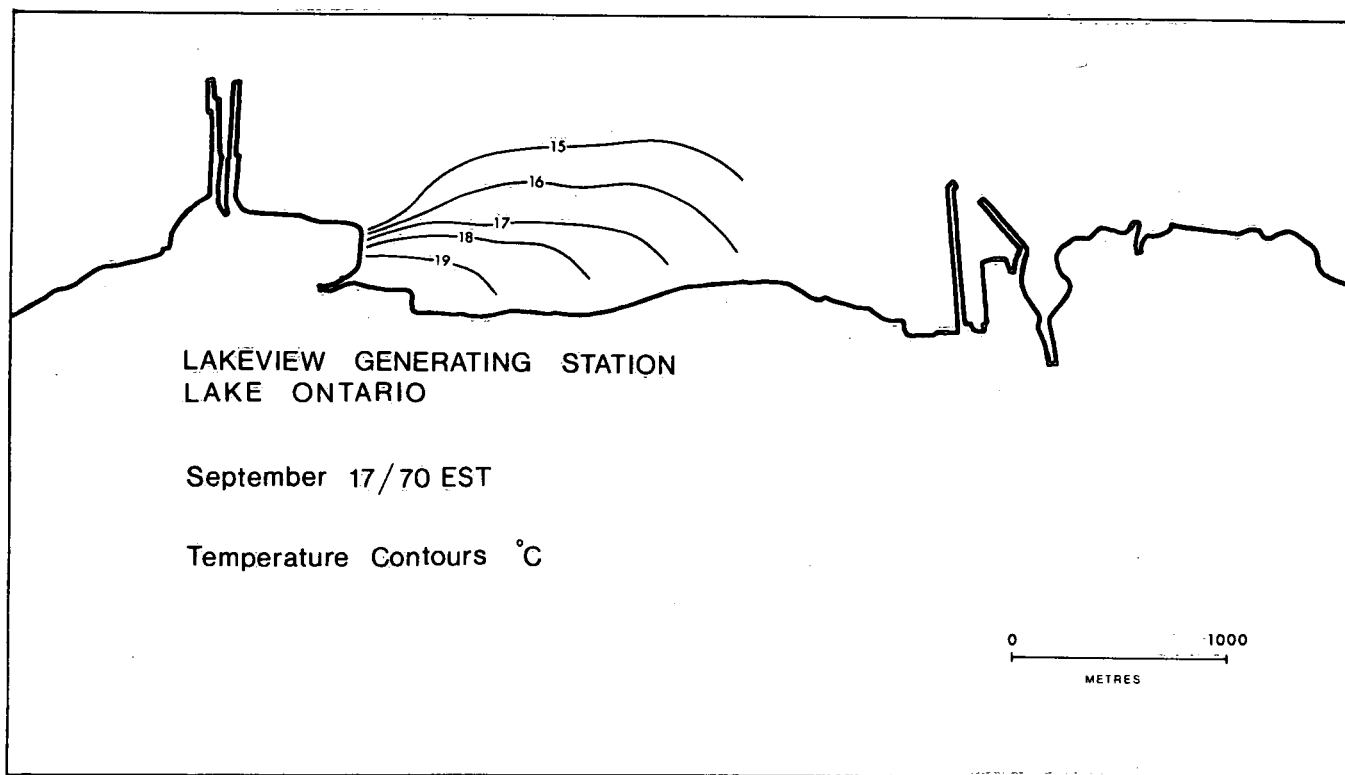 15
16
17
18
19
LAKEVIEW GENERATING STATION
LAKE ONTARIO
September 17/70 EST
Temperature Contours °C
0 1000
METRES